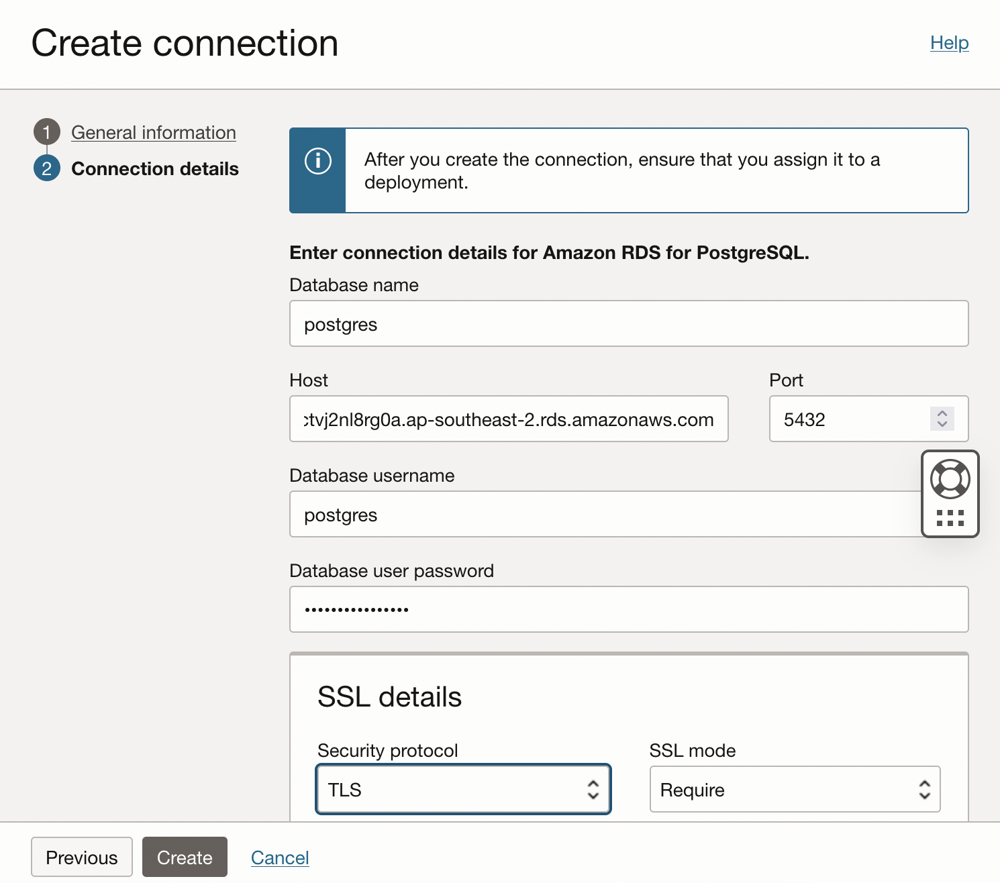 Create connection
Help
1 General information
2 Connection details
After you create the connection, ensure that you assign it to a
deployment.
Enter connection details for Amazon RDS for PostgreSQL.
Database name
postgres
Host
Port
ctvj2nl8rg0a.ap-southeast-2.rds.amazonaws.com
5432
Database username
postgres
Database user password
••••••••••••••••
SSL details
Security protocol
SSL mode
TLS
Require
Previous
Create
Cancel